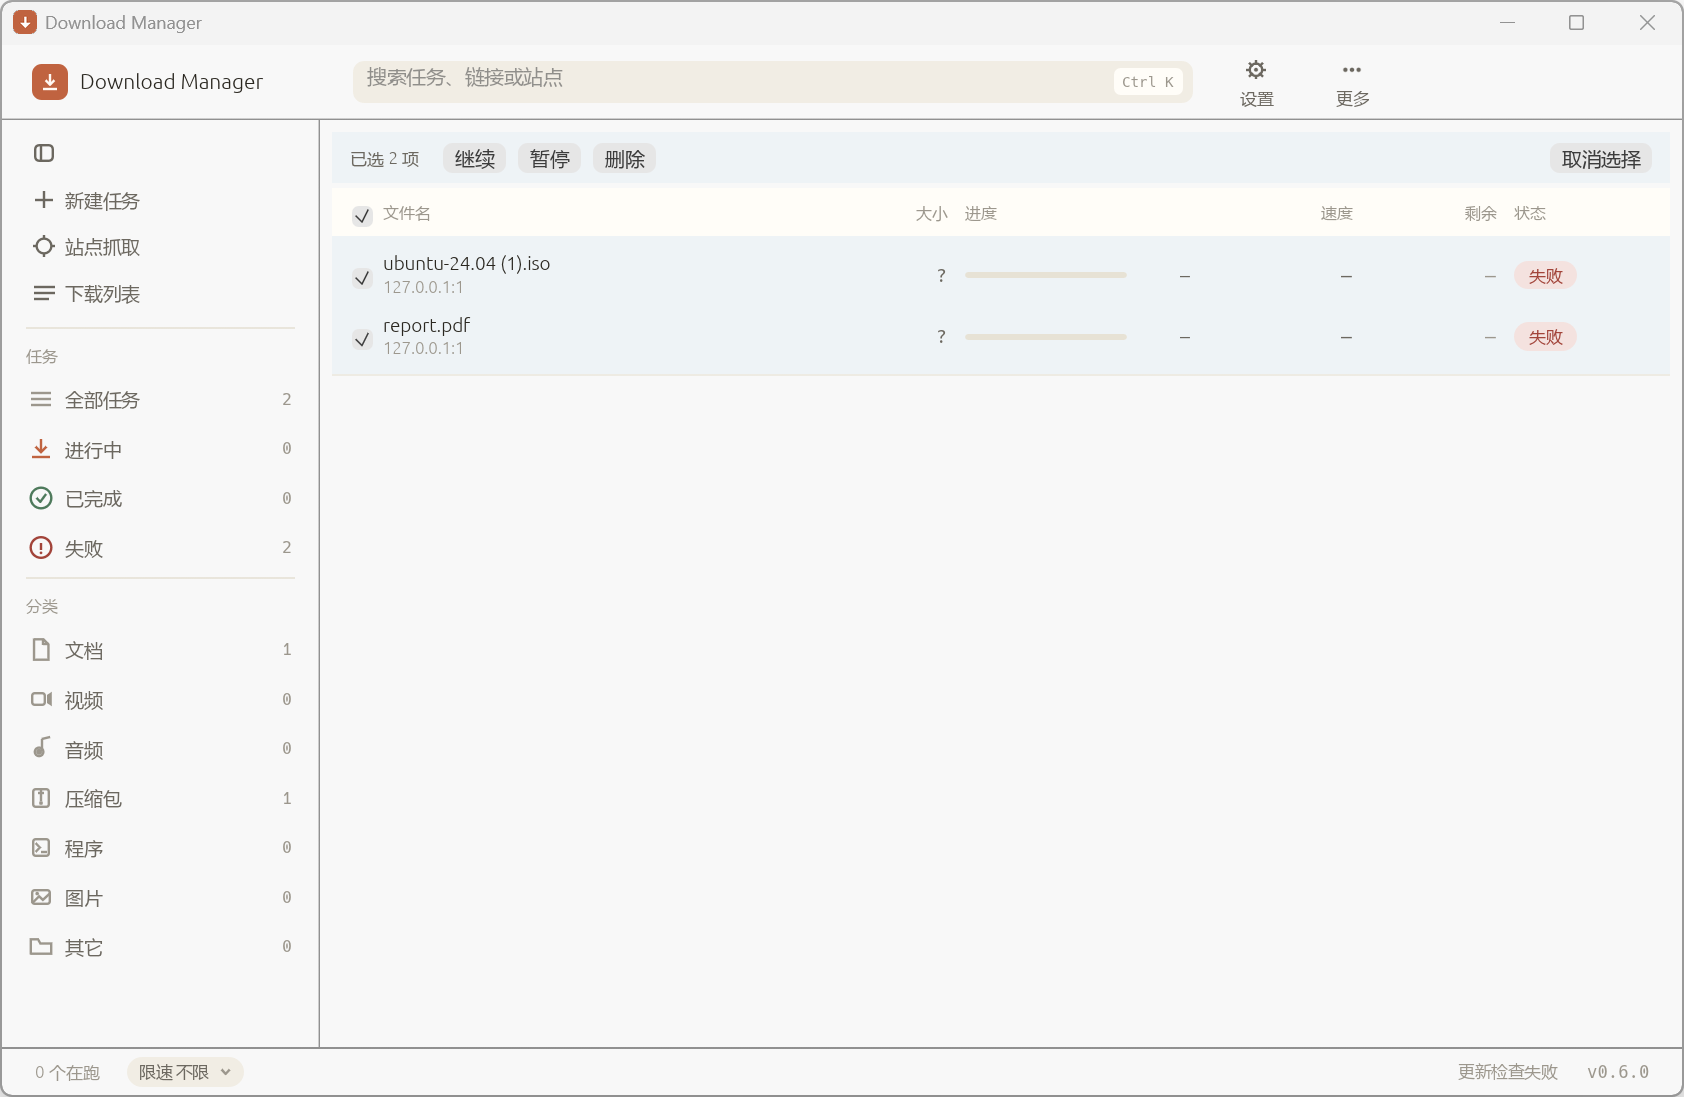 Download Manager
Download Manager
搜索任务、链接或站点
Ctrl K
设置
更多
新建任务
站点抓取
下载列表
任务
全部任务 2
进行中 0
已完成 0
失败 2
分类
文档 1
视频 0
音频 0
压缩包 1
程序 0
图片 0
其它 0
已选 2 项 继续 暂停 删除 取消选择
文件名 大小 进度 速度 剩余 状态
ubuntu-24.04 (1).iso ? — — — 失败
127.0.0.1:1
report.pdf ? — — — 失败
127.0.0.1:1
0 个在跑 限速 不限 更新检查失败 v0.6.0